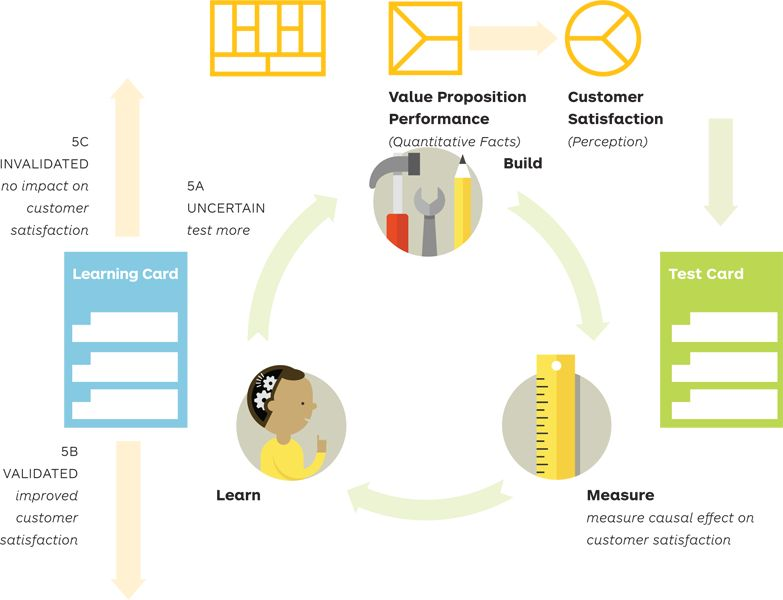 Value Proposition
Performance
(Quantitative Facts)
Customer
Satisfaction
(Perception)
Build
5C
INVALIDATED
no impact on
customer
satisfaction
5A
UNCERTAIN
test more
Learning Card
Test Card
5B
VALIDATED
improved
customer
satisfaction
Learn
Measure
measure causal effect on
customer satisfaction